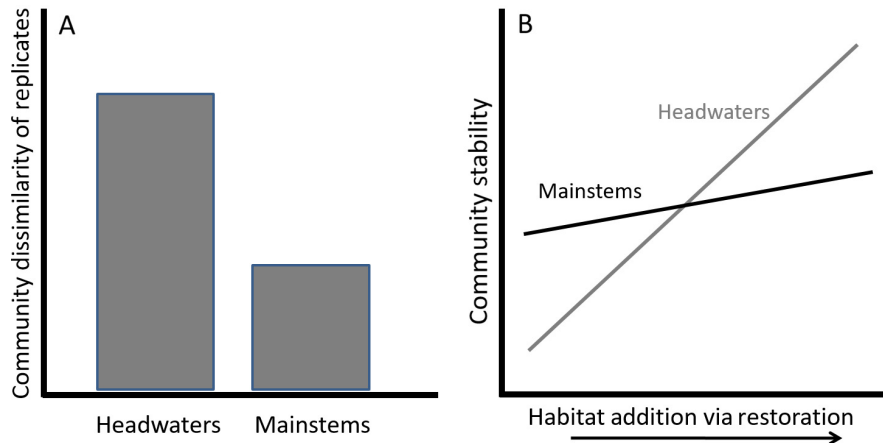 A
Community dissimilarity of replicates
Headwaters
Mainstems
B
Community stability
Headwaters
Mainstems
Habitat addition via restoration